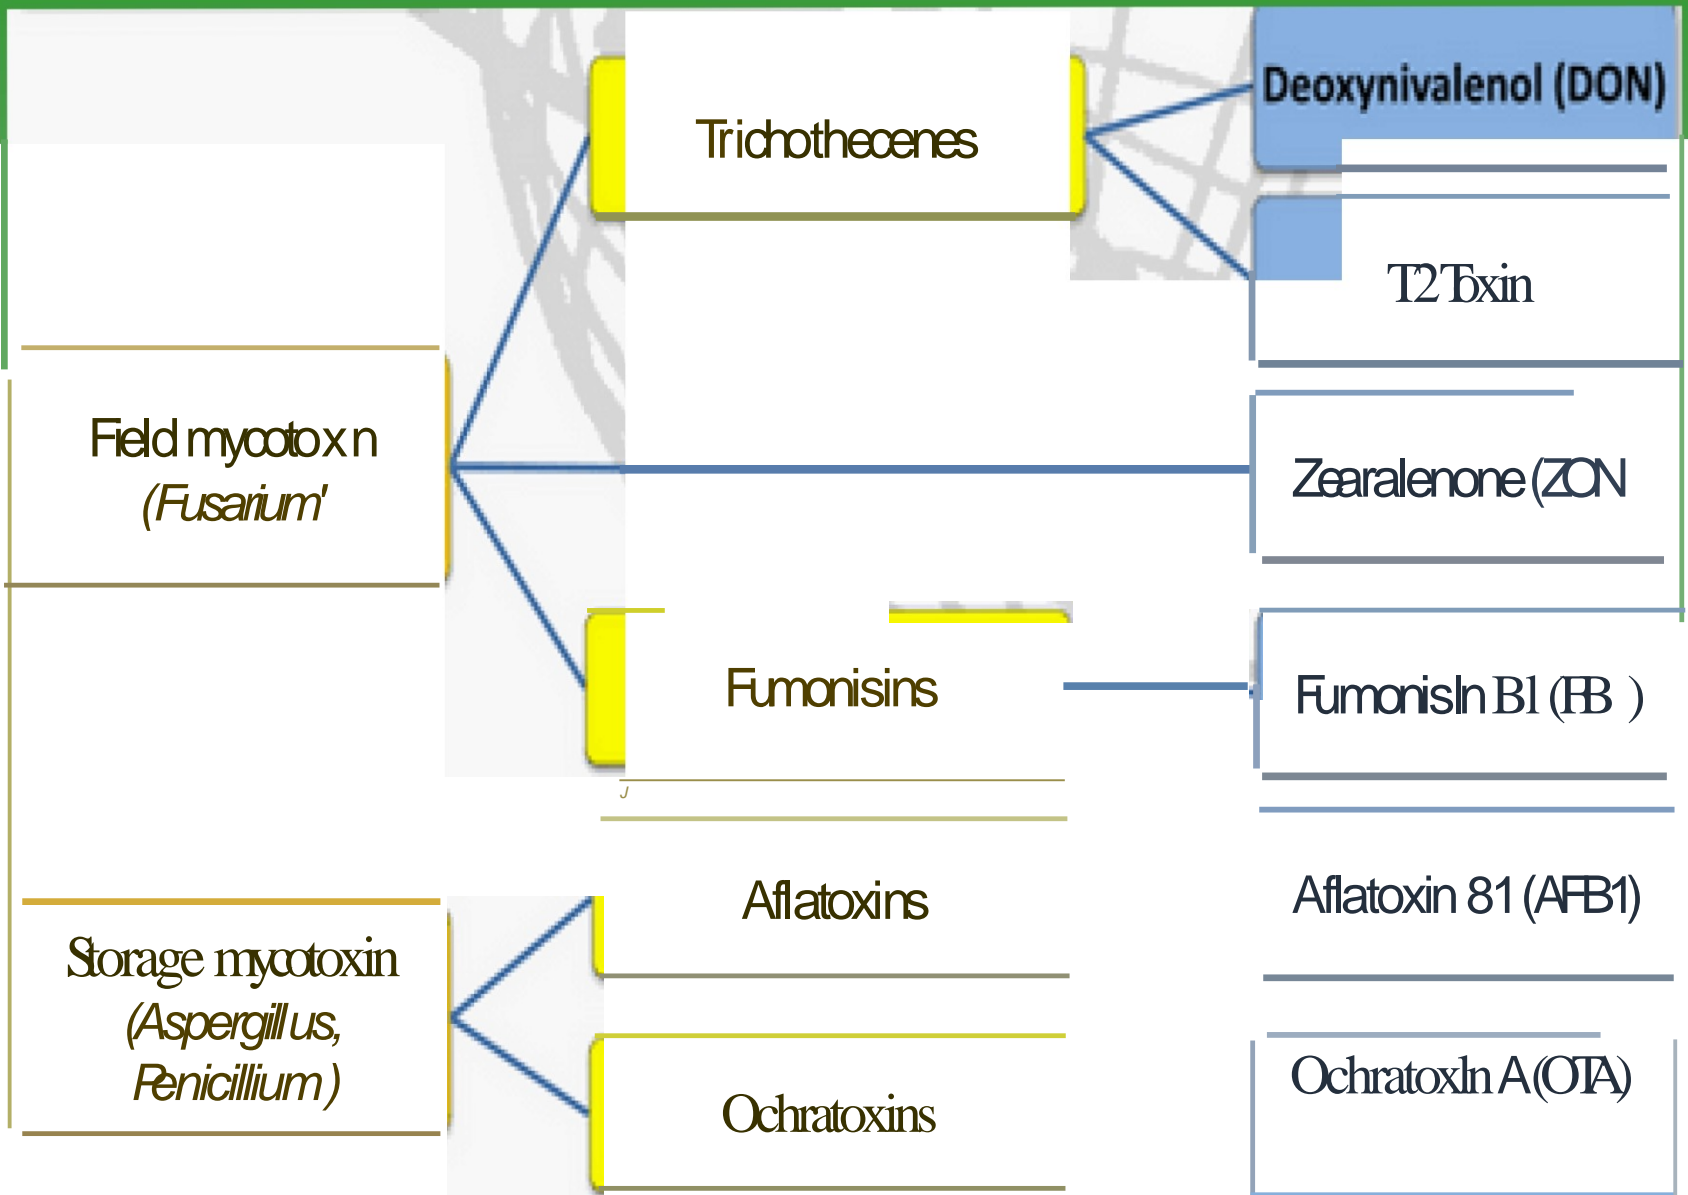 Deoxynivalenol (DON)
Trichothecenes
T2 Toxin
Field mycotox n
(Fusarium'
Zearalenone (ZON
Fumonisins
Fumonisln B1 (FB )
J
Aflatoxins
Aflatoxin 81 (AFB1)
Storage mycotoxin
(Aspergillus,
Penicillium)
Ochratoxins
Ochratoxln A (OTA)